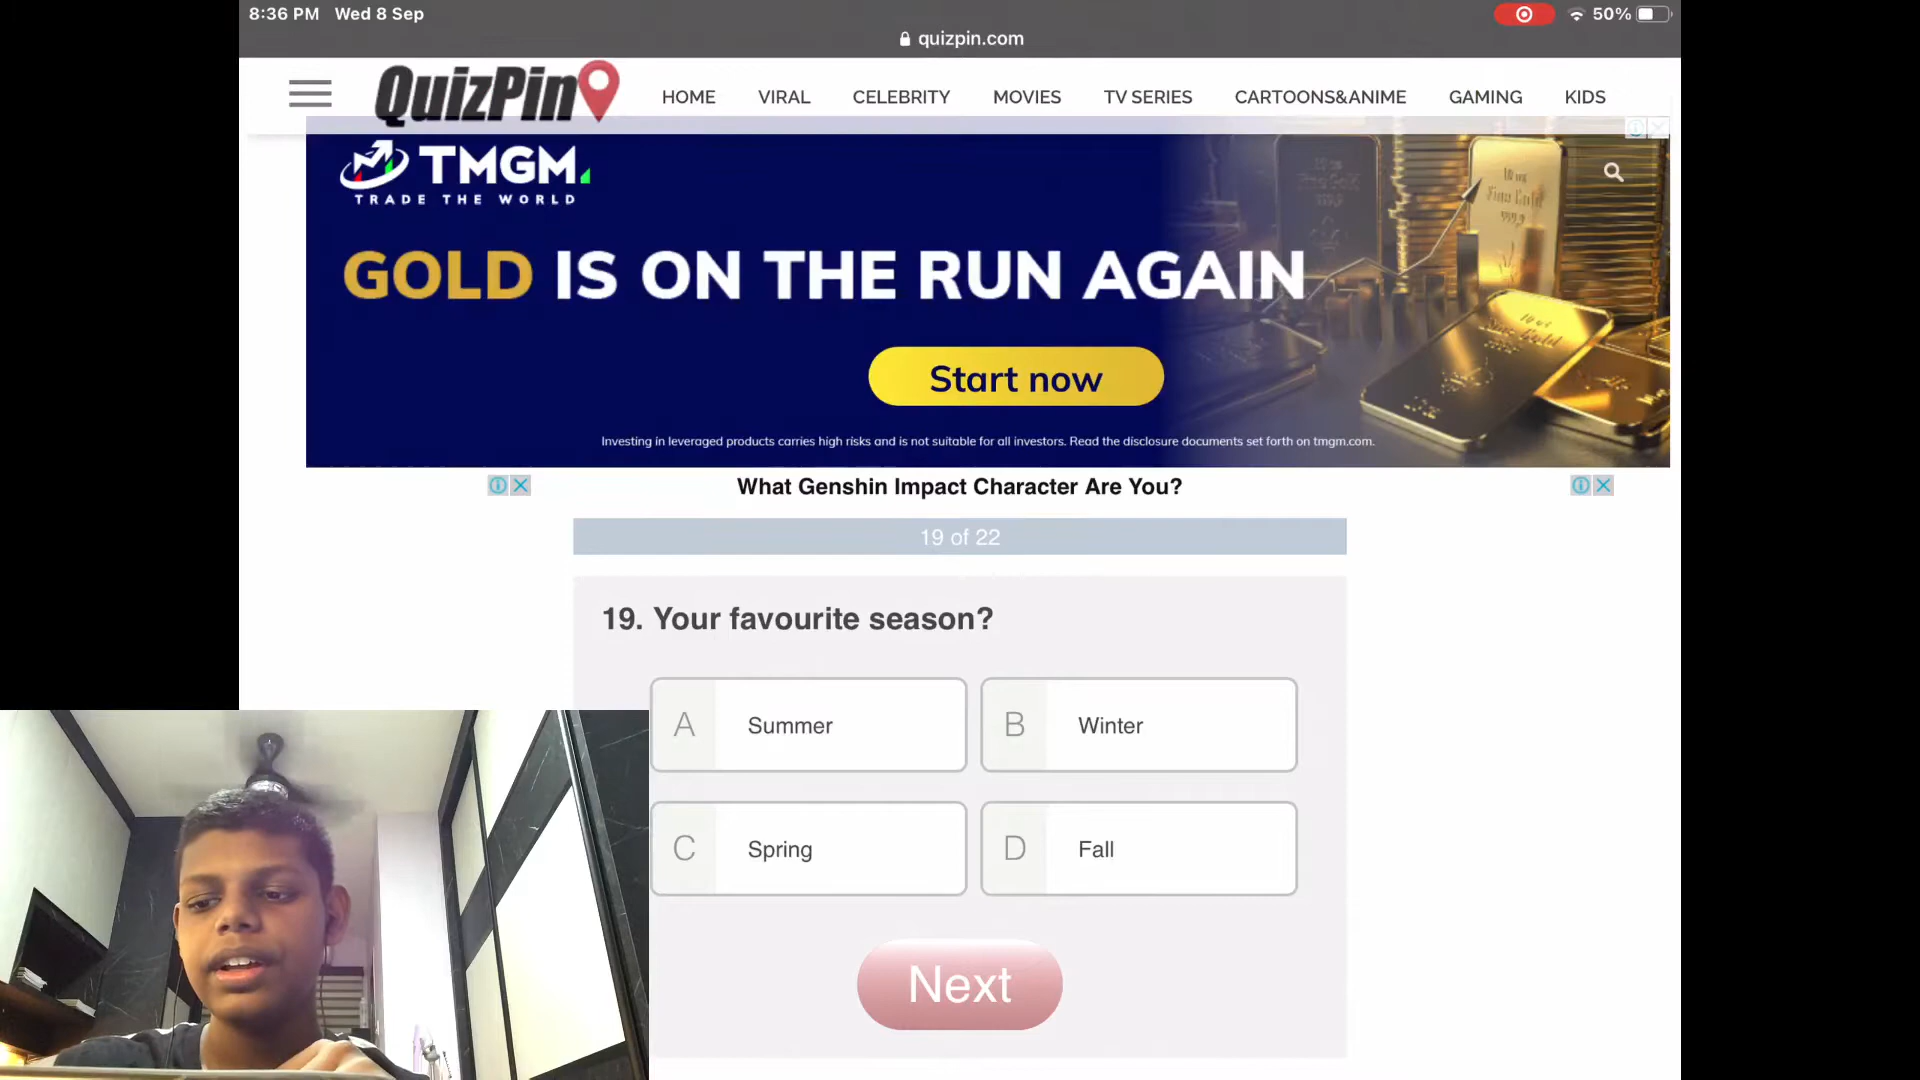 8:36 PM Wed 8 Sep
50%
quizpin.com
QuizPin
HOME VIRAL CELEBRITY MOVIES TV SERIES CARTOONS&ANIME GAMING KIDS
TMGM.
TRADE THE WORLD
GOLD IS ON THE RUN AGAIN
Start now
Investing in leveraged products carries high risks and is not suitable for all investors. Read the disclosure documents set forth on tmgm.com.
What Genshin Impact Character Are You?
19 of 22
19. Your favourite season?
A Summer
B Winter
C Spring
D Fall
Next